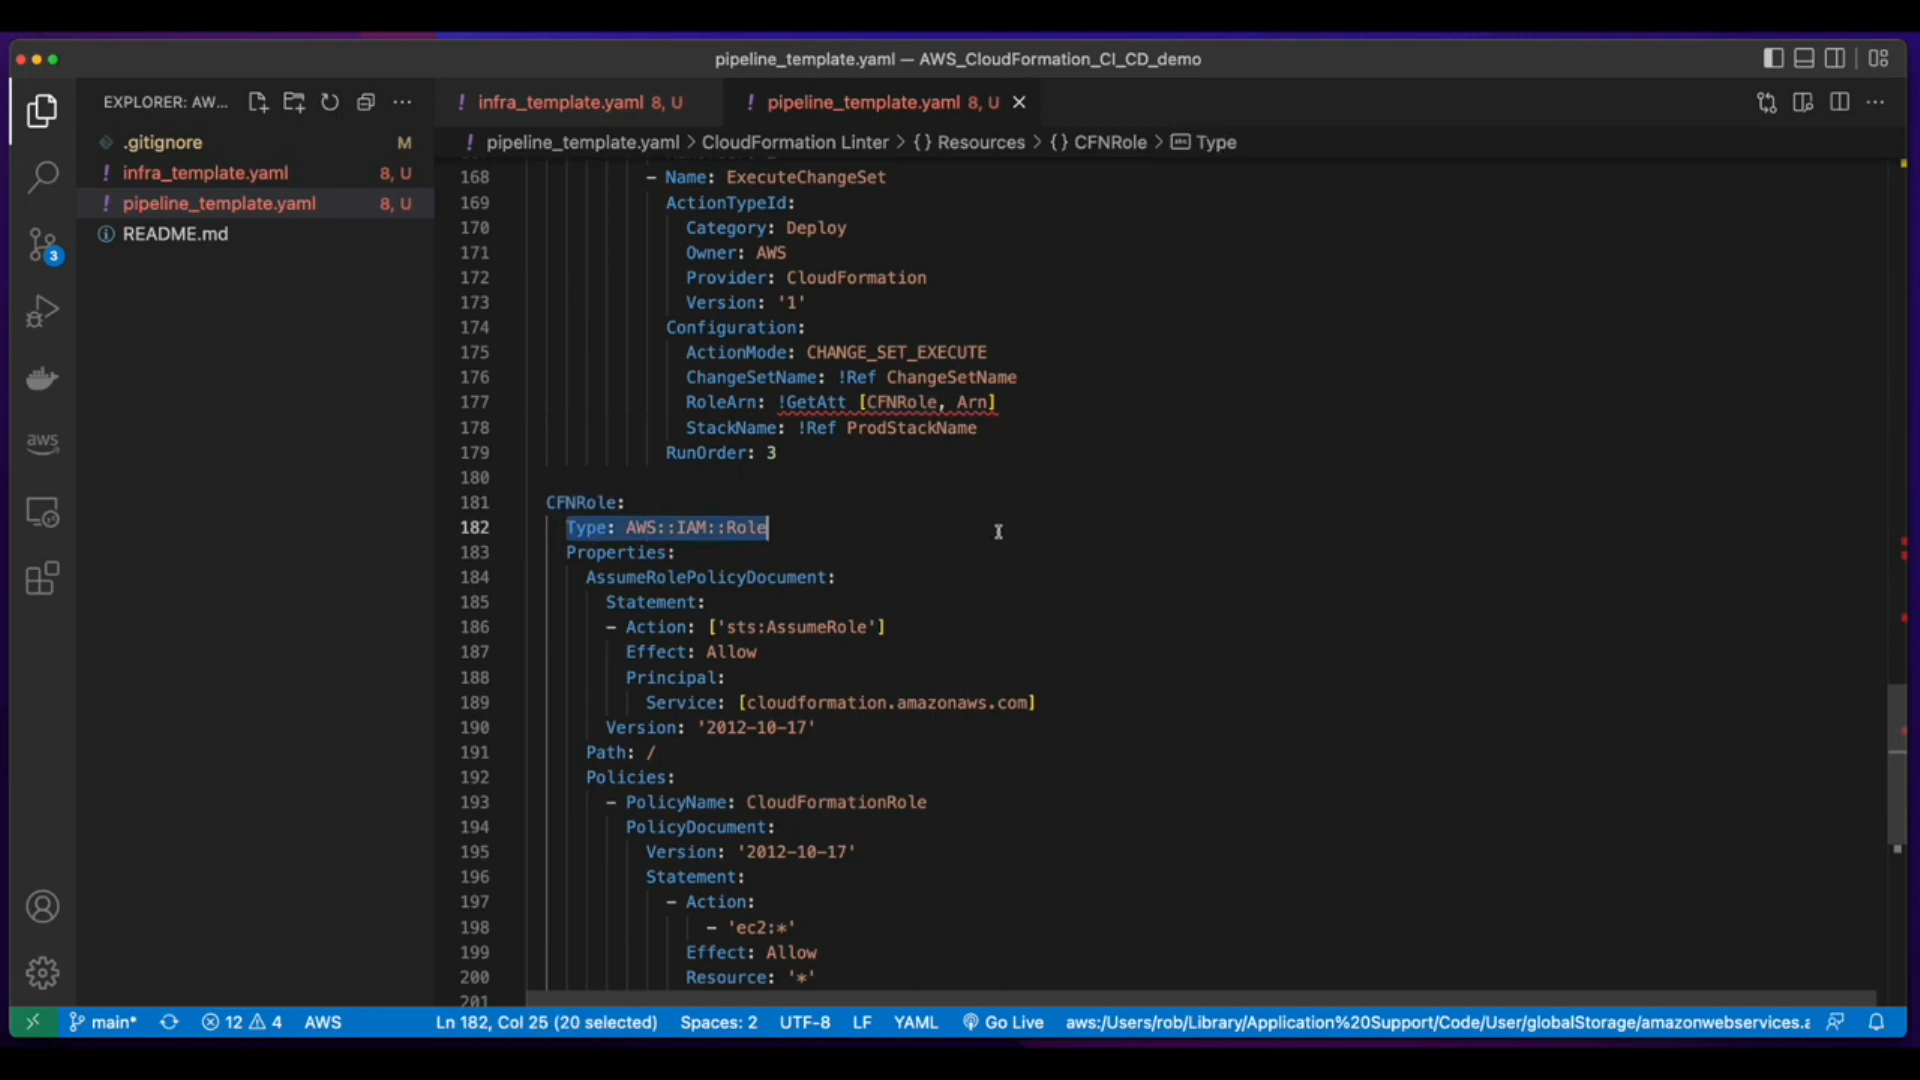 pipeline_template.yaml — AWS_CloudFormation_CI_CD_demo
EXPLORER: AW...
infra_template.yaml 8, U
pipeline_template.yaml 8, U
.gitignore M
infra_template.yaml 8, U
pipeline_template.yaml 8, U
README.md
3
aws
pipeline_template.yaml > CloudFormation Linter > {} Resources > {} CFNRole > Type
168 - Name: ExecuteChangeSet
169 ActionTypeId:
170 Category: Deploy
171 Owner: AWS
172 Provider: CloudFormation
173 Version: '1'
174 Configuration:
175 ActionMode: CHANGE_SET_EXECUTE
176 ChangeSetName: !Ref ChangeSetName
177 RoleArn: !GetAtt [CFNRole, Arn]
178 StackName: !Ref ProdStackName
179 RunOrder: 3
180
181 CFNRole:
182 Type: AWS::IAM::Role
183 Properties:
184 AssumeRolePolicyDocument:
185 Statement:
186 - Action: ['sts:AssumeRole']
187 Effect: Allow
188 Principal:
189 Service: [cloudformation.amazonaws.com]
190 Version: '2012-10-17'
191 Path: /
192 Policies:
193 - PolicyName: CloudFormationRole
194 PolicyDocument:
195 Version: '2012-10-17'
196 Statement:
197 - Action:
198 - 'ec2:*'
199 Effect: Allow
200 Resource: '*'
201
main* 12 4 AWS Ln 182, Col 25 (20 selected) Spaces: 2 UTF-8 LF YAML Go Live aws:/Users/rob/Library/Application%20Support/Code/User/globalStorage/amazonwebservices.a